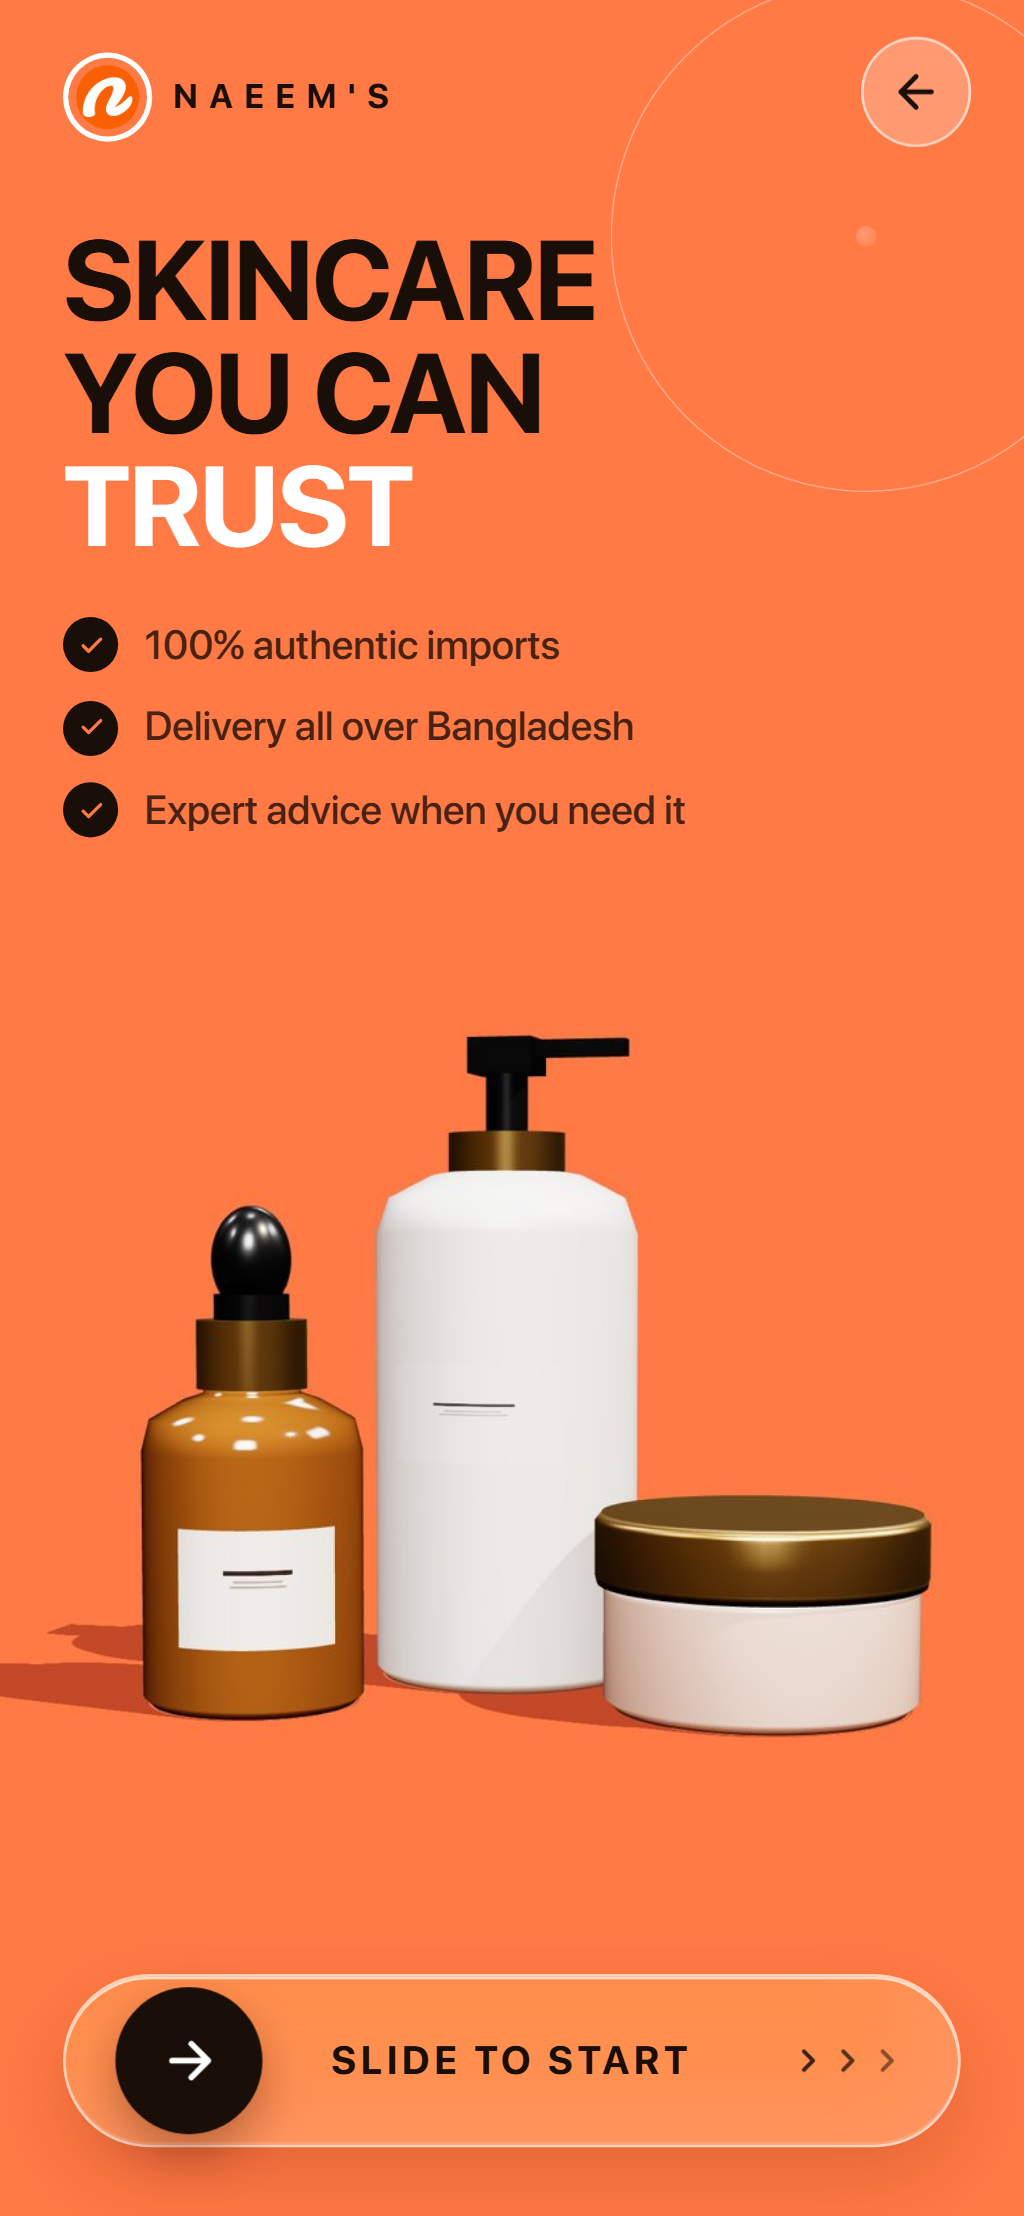 NAEEM'S
SKINCARE
YOU CAN
TRUST
100% authentic imports
Delivery all over Bangladesh
Expert advice when you need it
SLIDE TO START